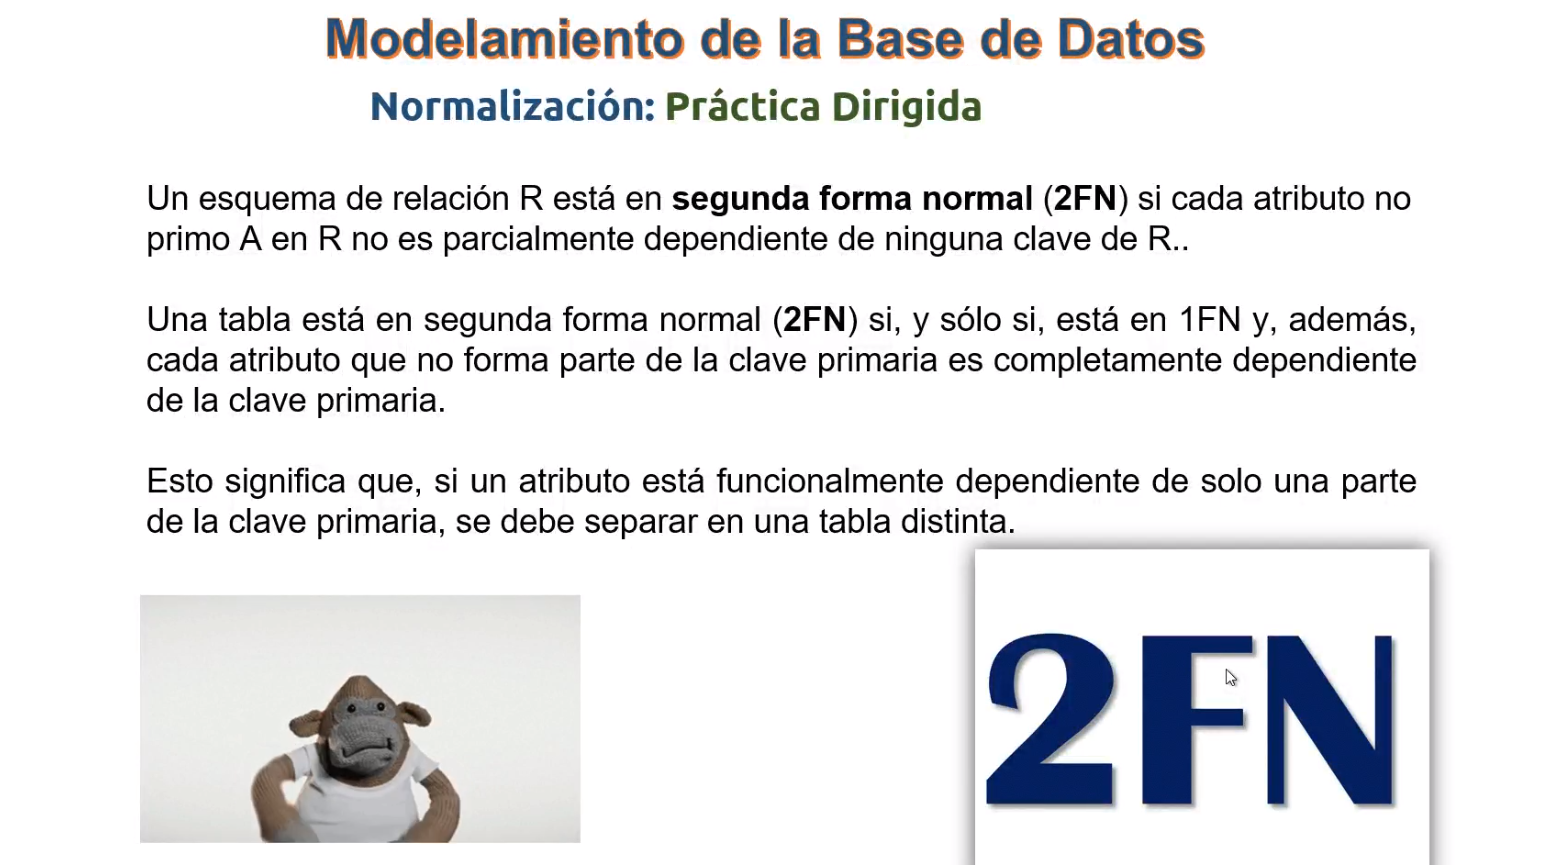 Modelamiento de la Base de Datos
Normalización: Práctica Dirigida
Un esquema de relación R está en segunda forma normal (2FN) si cada atributo no
primo A en R no es parcialmente dependiente de ninguna clave de R..
Una tabla está en segunda forma normal (2FN) si, y sólo si, está en 1FN y, además,
cada atributo que no forma parte de la clave primaria es completamente dependiente
de la clave primaria.
Esto significa que, si un atributo está funcionalmente dependiente de solo una parte
de la clave primaria, se debe separar en una tabla distinta.
2FN